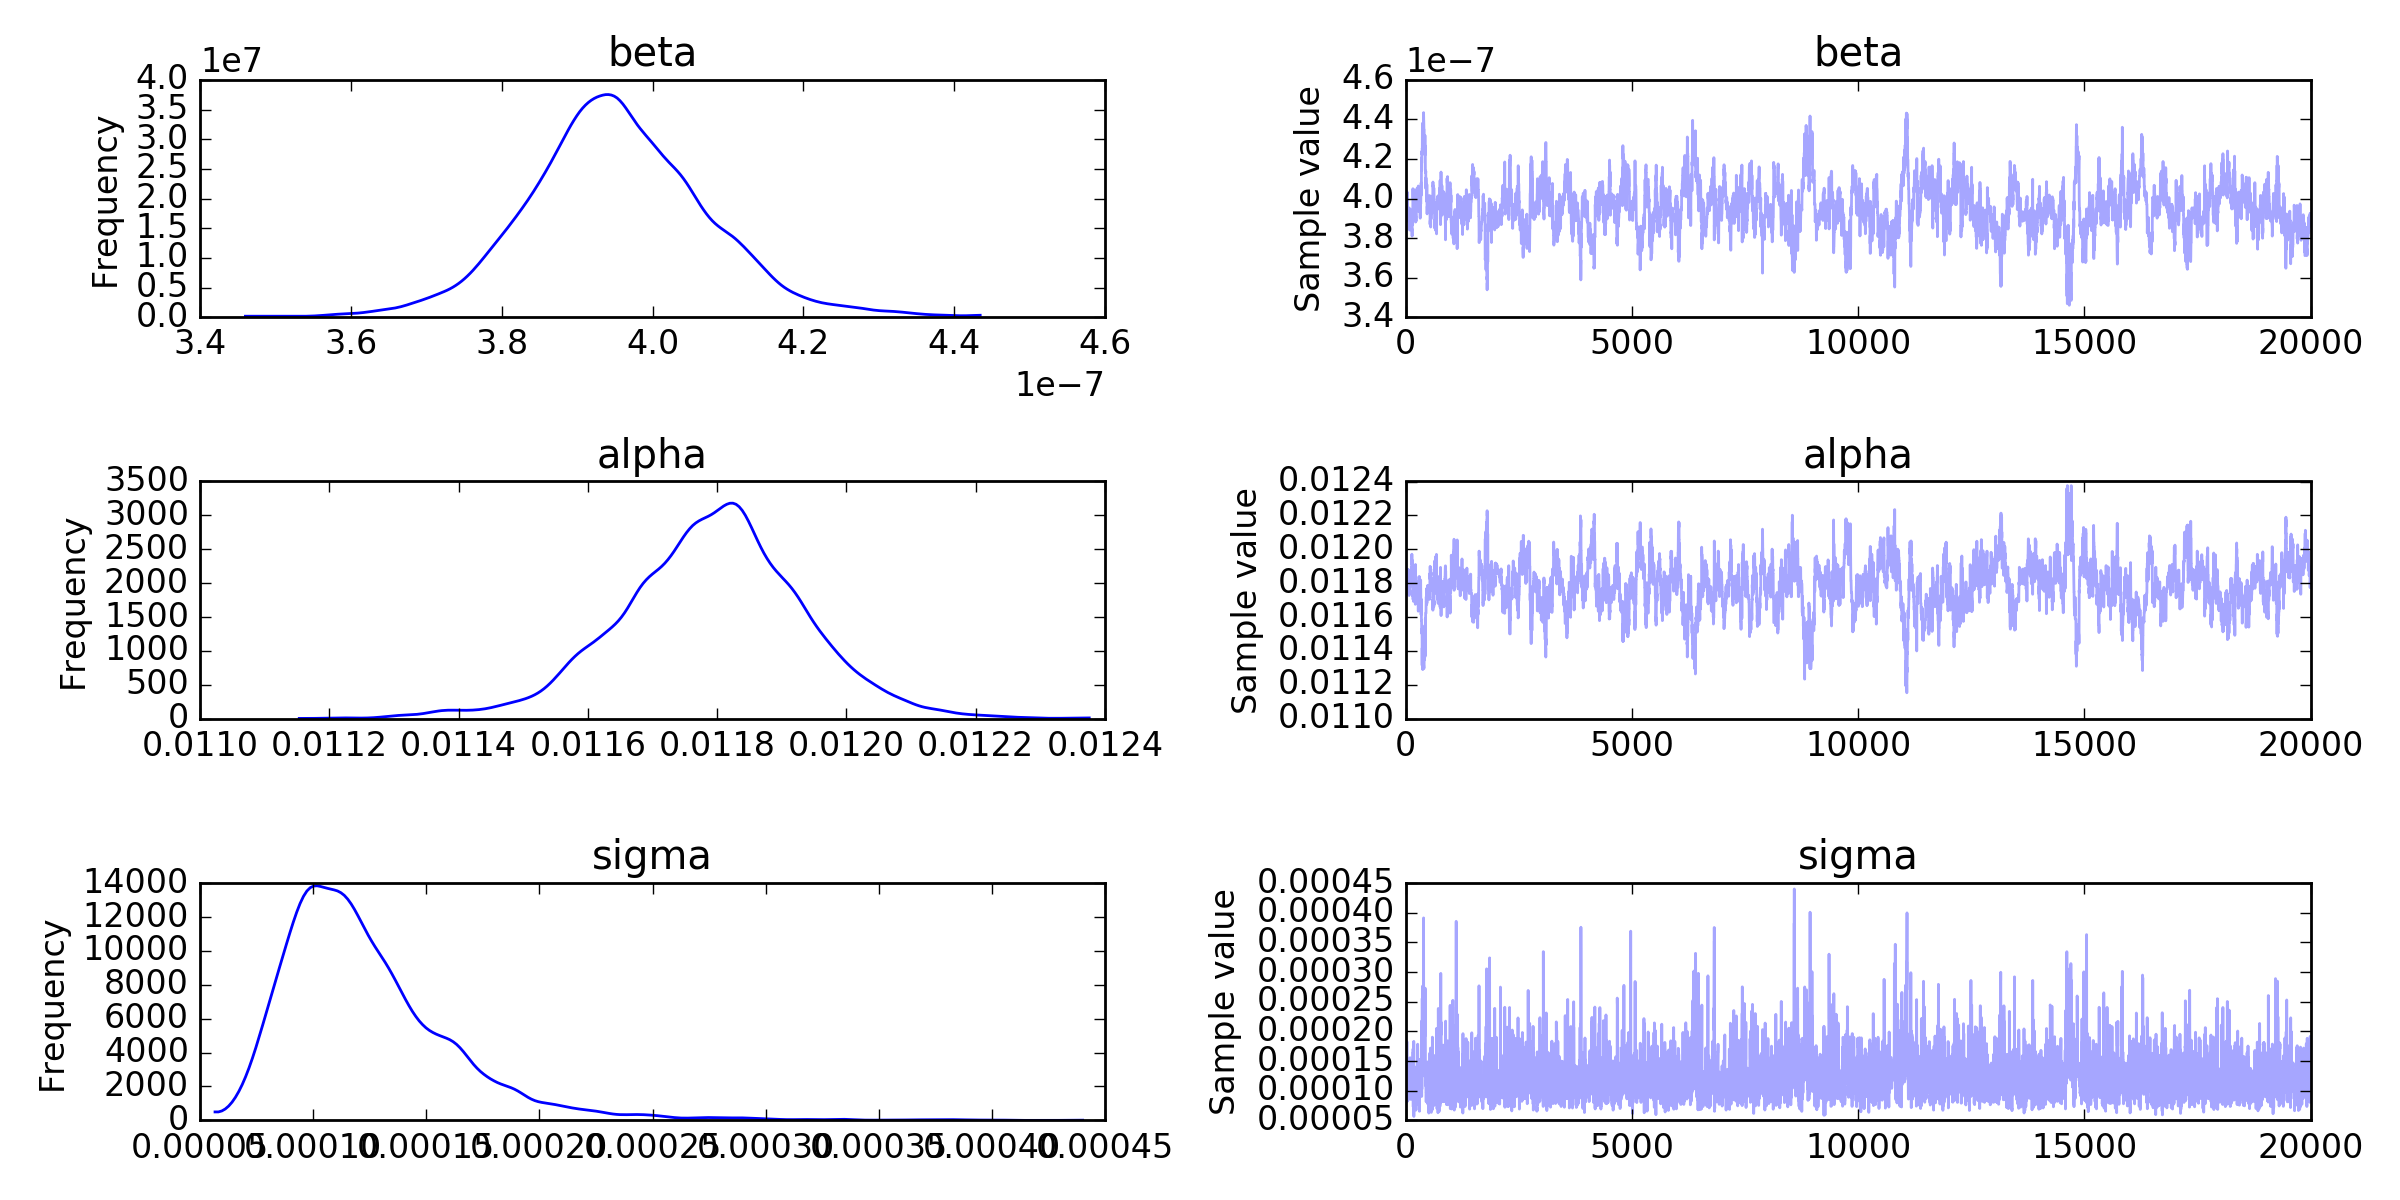 beta
1e7
4.0
3.5
3.0
2.5
2.0
1.5
1.0
0.5
0.0
Frequency
3.4 3.6 3.8 4.0 4.2 4.4 4.6
1e−7
beta
1e−7
4.6
4.4
4.2
4.0
3.8
3.6
3.4
Sample value
0 5000 10000 15000 20000
alpha
3500
3000
2500
2000
1500
1000
500
0
Frequency
0.0110 0.0112 0.0114 0.0116 0.0118 0.0120 0.0122 0.0124
alpha
0.0124
0.0122
0.0120
0.0118
0.0116
0.0114
0.0112
0.0110
Sample value
0 5000 10000 15000 20000
sigma
14000
12000
10000
8000
6000
4000
2000
0
Frequency
0.00005 0.00010 0.00015 0.00020 0.00025 0.00030 0.00035 0.00040 0.00045
sigma
0.00045
0.00040
0.00035
0.00030
0.00025
0.00020
0.00015
0.00010
0.00005
Sample value
0 5000 10000 15000 20000